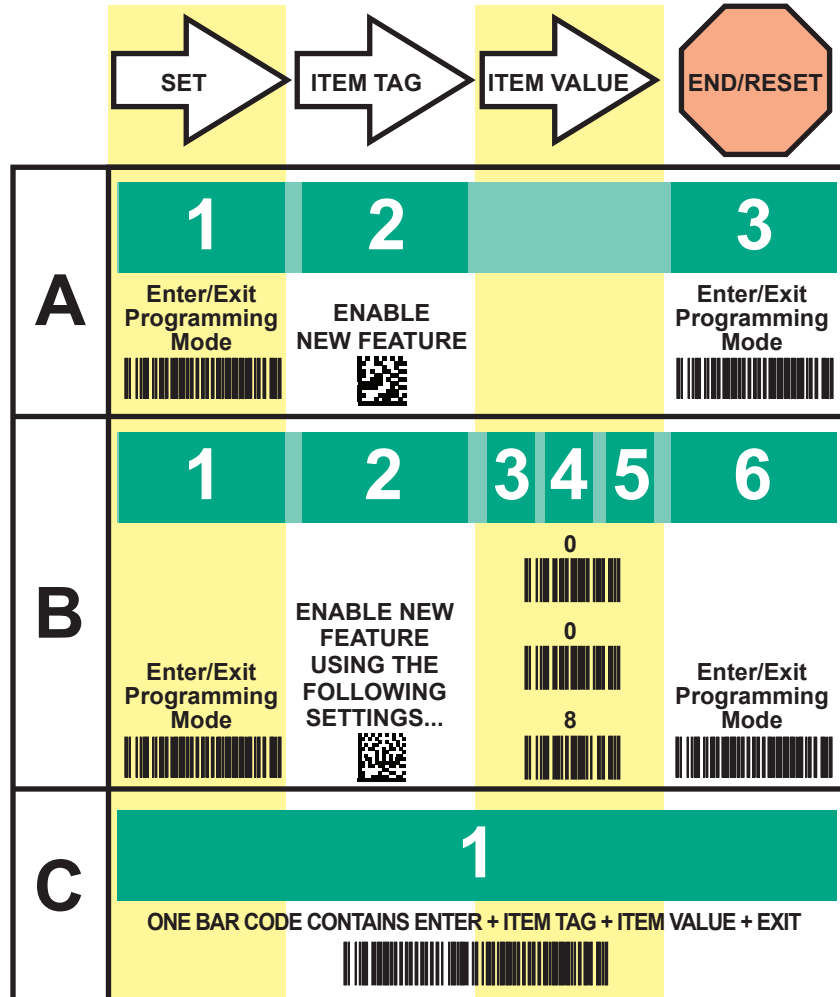 SET
ITEM TAG
ITEM VALUE
END/RESET
A
1
2
3
Enter/Exit
Programming
Mode
ENABLE
NEW FEATURE
Enter/Exit
Programming
Mode
B
1
2
3
4
5
6
Enter/Exit
Programming
Mode
ENABLE NEW
FEATURE
USING THE
FOLLOWING
SETTINGS...
0
0
8
Enter/Exit
Programming
Mode
C
1
ONE BAR CODE CONTAINS ENTER + ITEM TAG + ITEM VALUE + EXIT